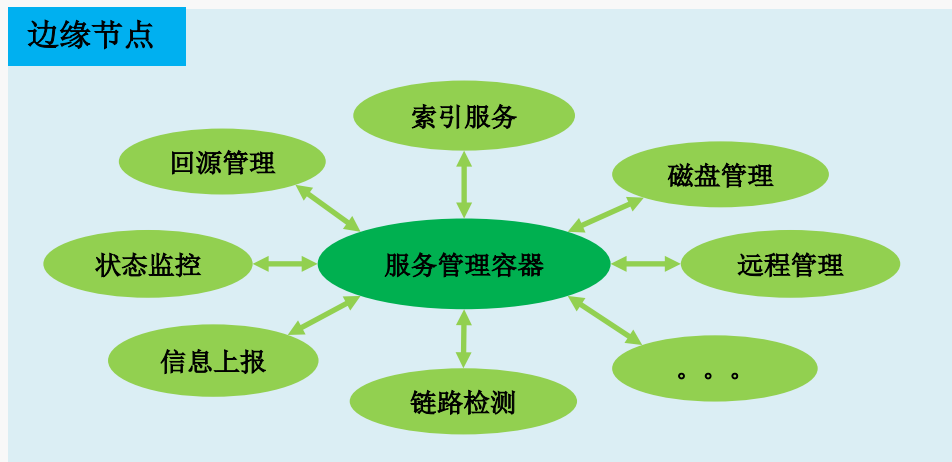 边缘节点
索引服务
回源管理
磁盘管理
状态监控
服务管理容器
远程管理
信息上报
链路检测
。。。